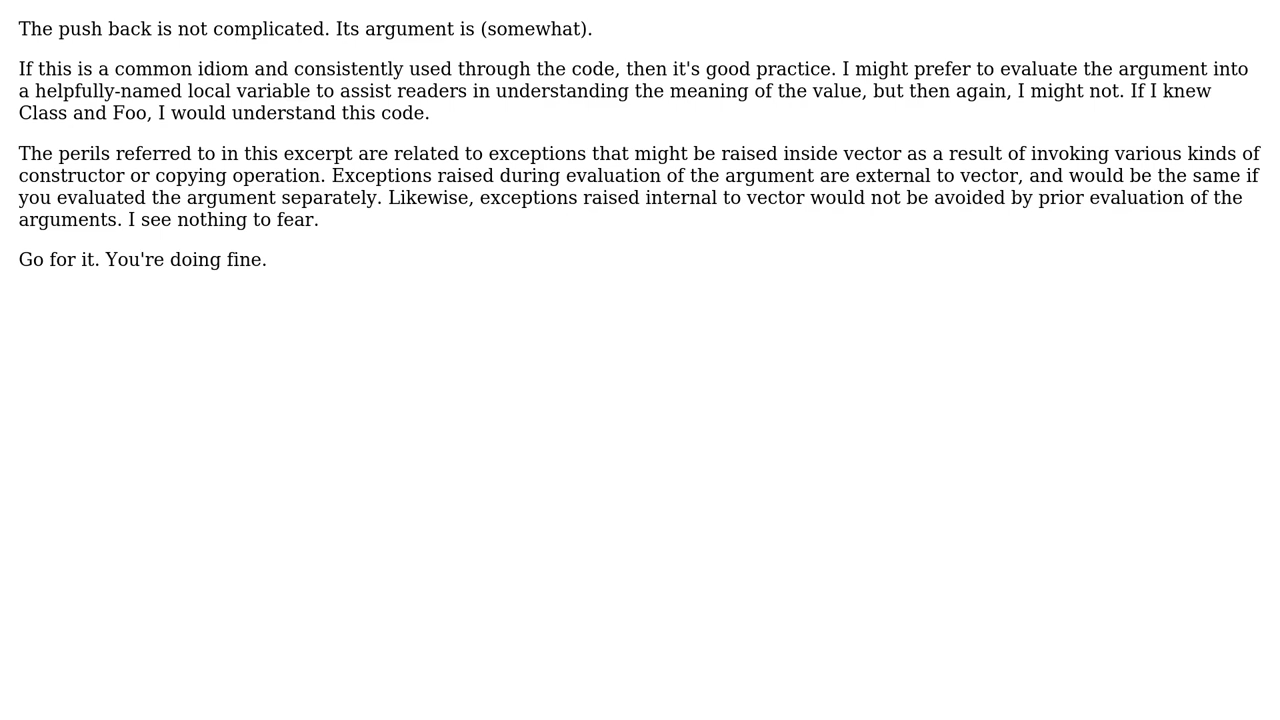 The push back is not complicated. Its argument is (somewhat).
If this is a common idiom and consistently used through the code, then it's good practice. I might prefer to evaluate the argument into
a helpfully-named local variable to assist readers in understanding the meaning of the value, but then again, I might not. If I knew
Class and Foo, I would understand this code.
The perils referred to in this excerpt are related to exceptions that might be raised inside vector as a result of invoking various kinds of
constructor or copying operation. Exceptions raised during evaluation of the argument are external to vector, and would be the same if
you evaluated the argument separately. Likewise, exceptions raised internal to vector would not be avoided by prior evaluation of the
arguments. I see nothing to fear.
Go for it. You're doing fine.